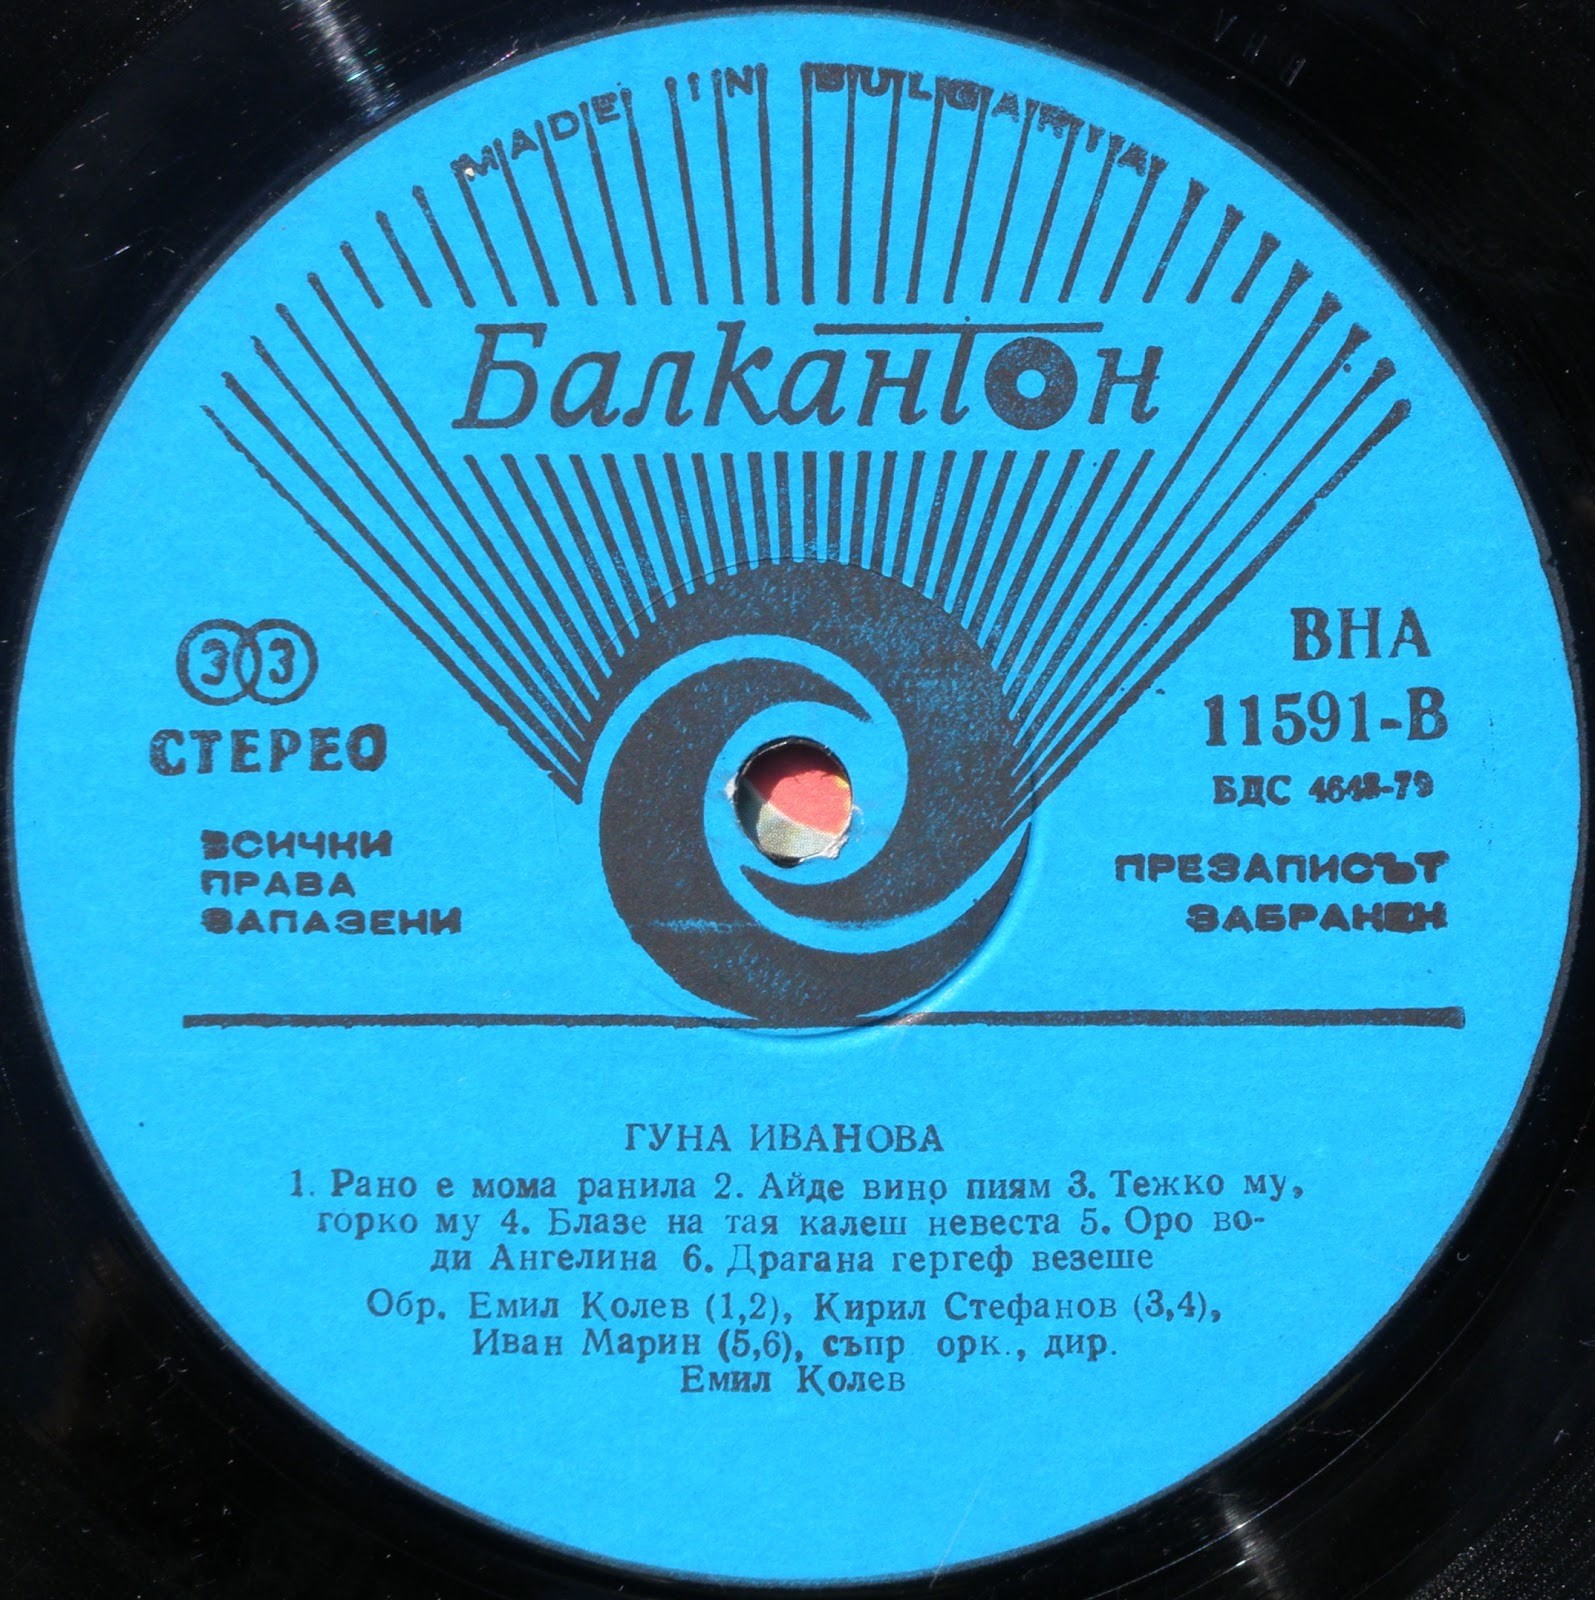 MADE IN BULGARIA
Балкантон
33
СТЕРЕО
ВСИЧКИ
ПРАВА
ЗАПАЗЕНИ
ВНА
11591-В
БДС 4643-79
ПРЕЗАПИСЪТ
ЗАБРАНЕН
ГУНА ИВАНОВА
1. Рано е мома ранила 2. Айде вино пиям 3. Тежко му,
горко му 4. Блазе на тая калеш невеста 5. Оро во-
ди Ангелина 6. Драгана гергеф везеше
Обр. Емил Колев (1,2), Кирил Стефанов (3,4),
Иван Марин (5,6), съпр орк., дир.
Емил Колев